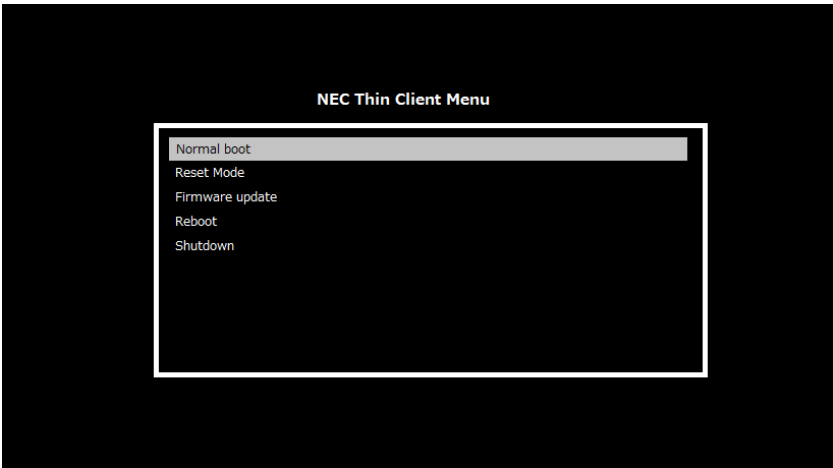 NEC Thin Client Menu
Normal boot
Reset Mode
Firmware update
Reboot
Shutdown